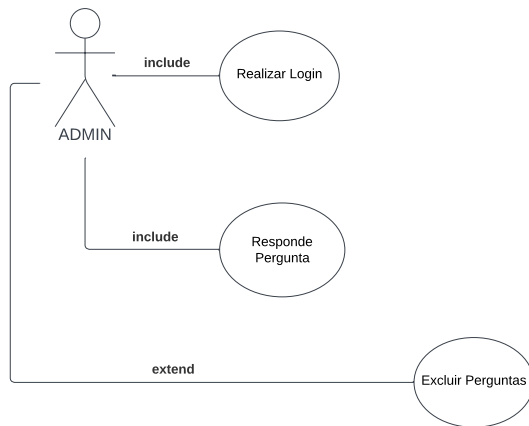 include
Realizar Login
ADMIN
include
Responde
Pergunta
extend
Excluir Perguntas